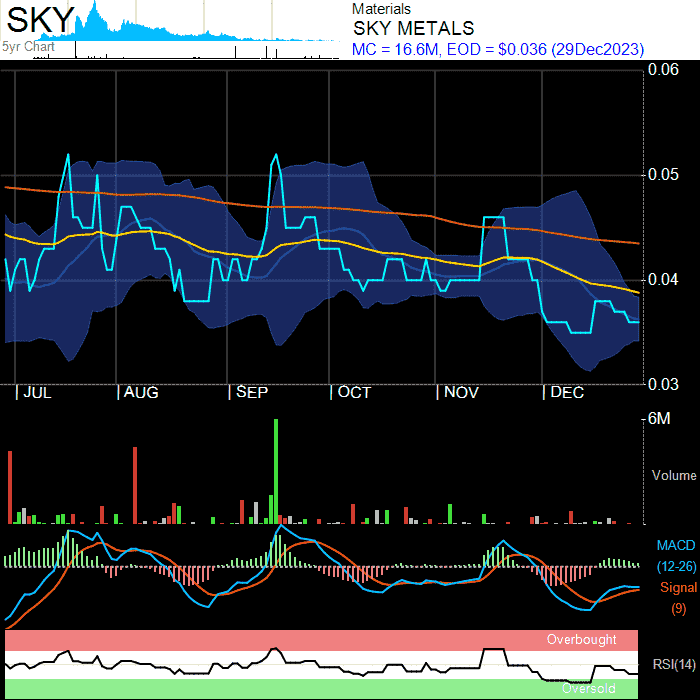 SKY
5yr Chart
Materials
SKY METALS
MC = 16.6M, EOD = $0.036 (29Dec2023)
0.06
0.05
0.04
0.03
JUL AUG SEP OCT NOV DEC
6M
Volume
MACD
(12-26)
Signal
(9)
Overbought
RSI(14)
Oversold